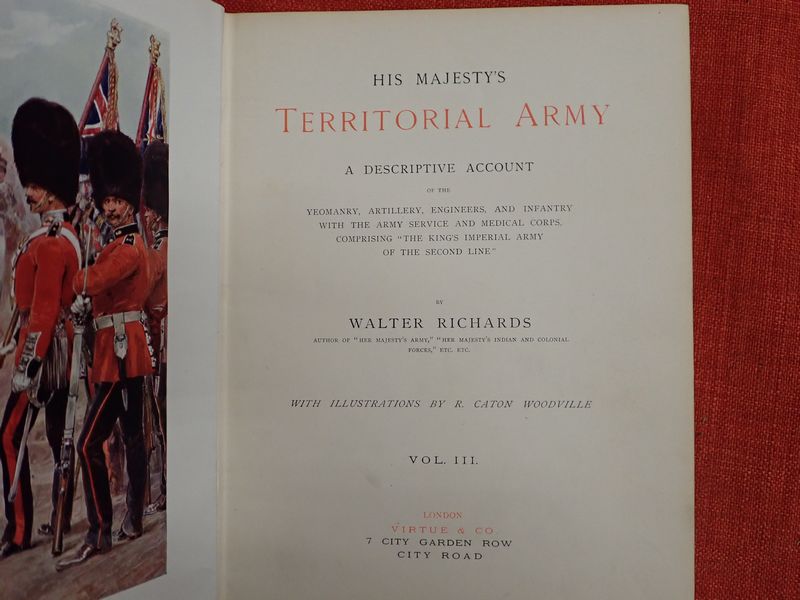 HIS MAJESTY'S
TERRITORIAL ARMY
A DESCRIPTIVE ACCOUNT
OF THE
YEOMANRY, ARTILLERY, ENGINEERS, AND INFANTRY
WITH THE ARMY SERVICE AND MEDICAL CORPS,
COMPRISING "THE KING'S IMPERIAL ARMY
OF THE SECOND LINE"
BY
WALTER RICHARDS
AUTHOR OF "HER MAJESTY'S ARMY," "HER MAJESTY'S INDIAN AND COLONIAL
FORCES," ETC. ETC.
WITH ILLUSTRATIONS BY R. CATON WOODVILLE
VOL. III.
LONDON
VIRTUE & CO
7 CITY GARDEN ROW
CITY ROAD